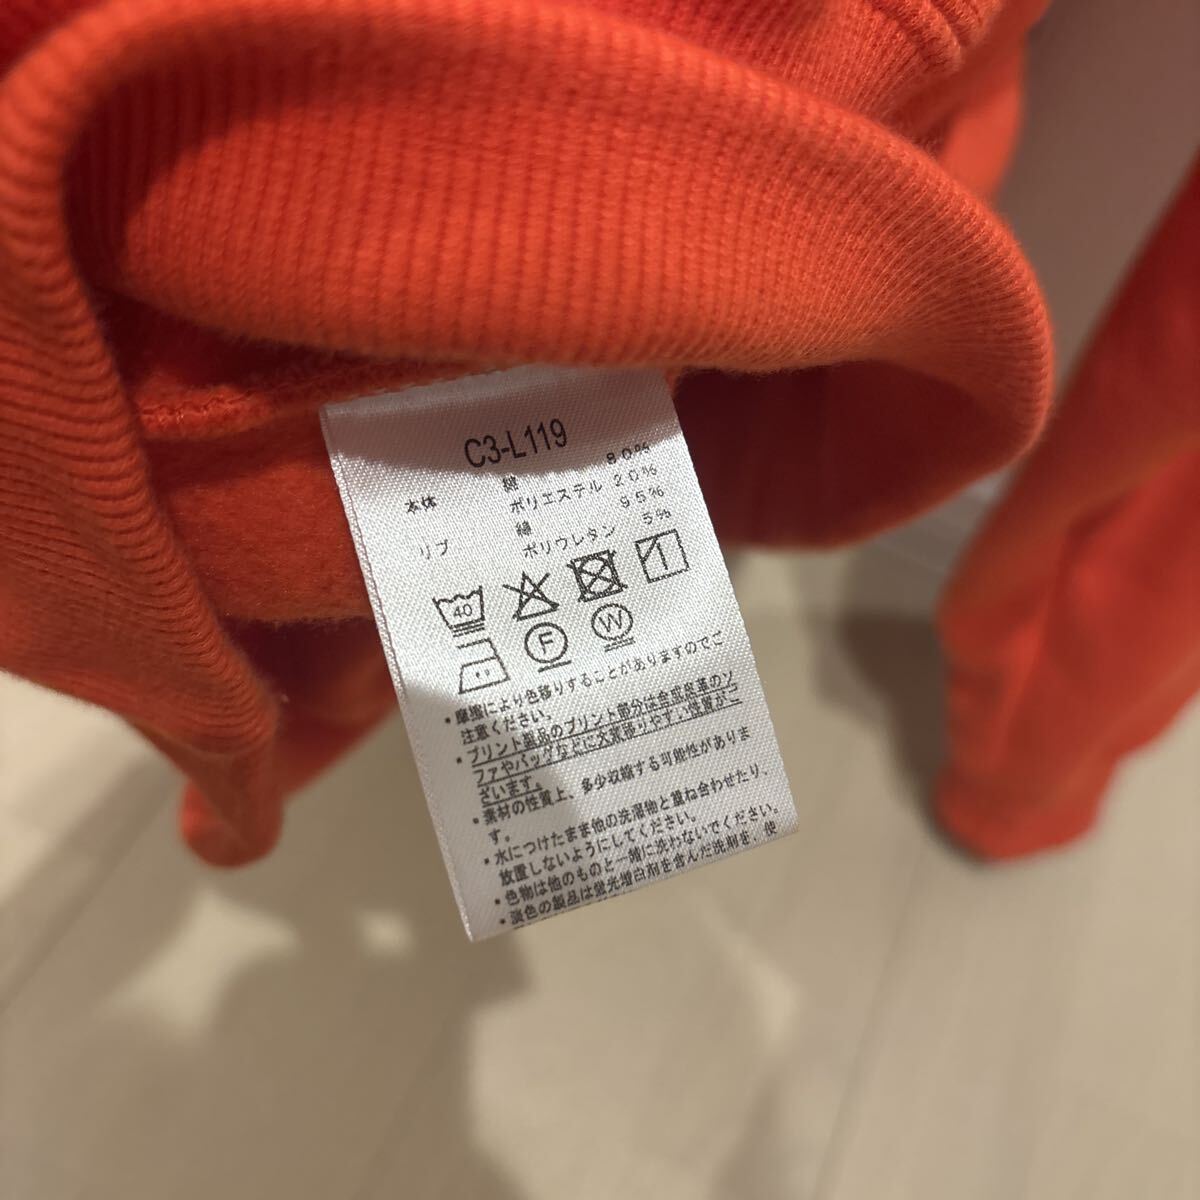 C3-L119
本体 綿 80%
ポリエステル 20%
リブ 綿 95%
ポリウレタン 5%
40
F W
・摩擦により色移りすることがありますのでご
注意ください。
・プリント製品のプリント部分は合成皮革のソ
ファやバッグなどに大変移りやすい性質がご
ざいます。
・素材の性質上、多少収縮する可能性がありま
す。
・水につけたまま他の洗濯物と重ね合わせたり、
放置しないようにしてください。
・色物は他のものと一緒に洗わないでください。
・淡色の製品は蛍光増白剤を含んだ洗剤を、使